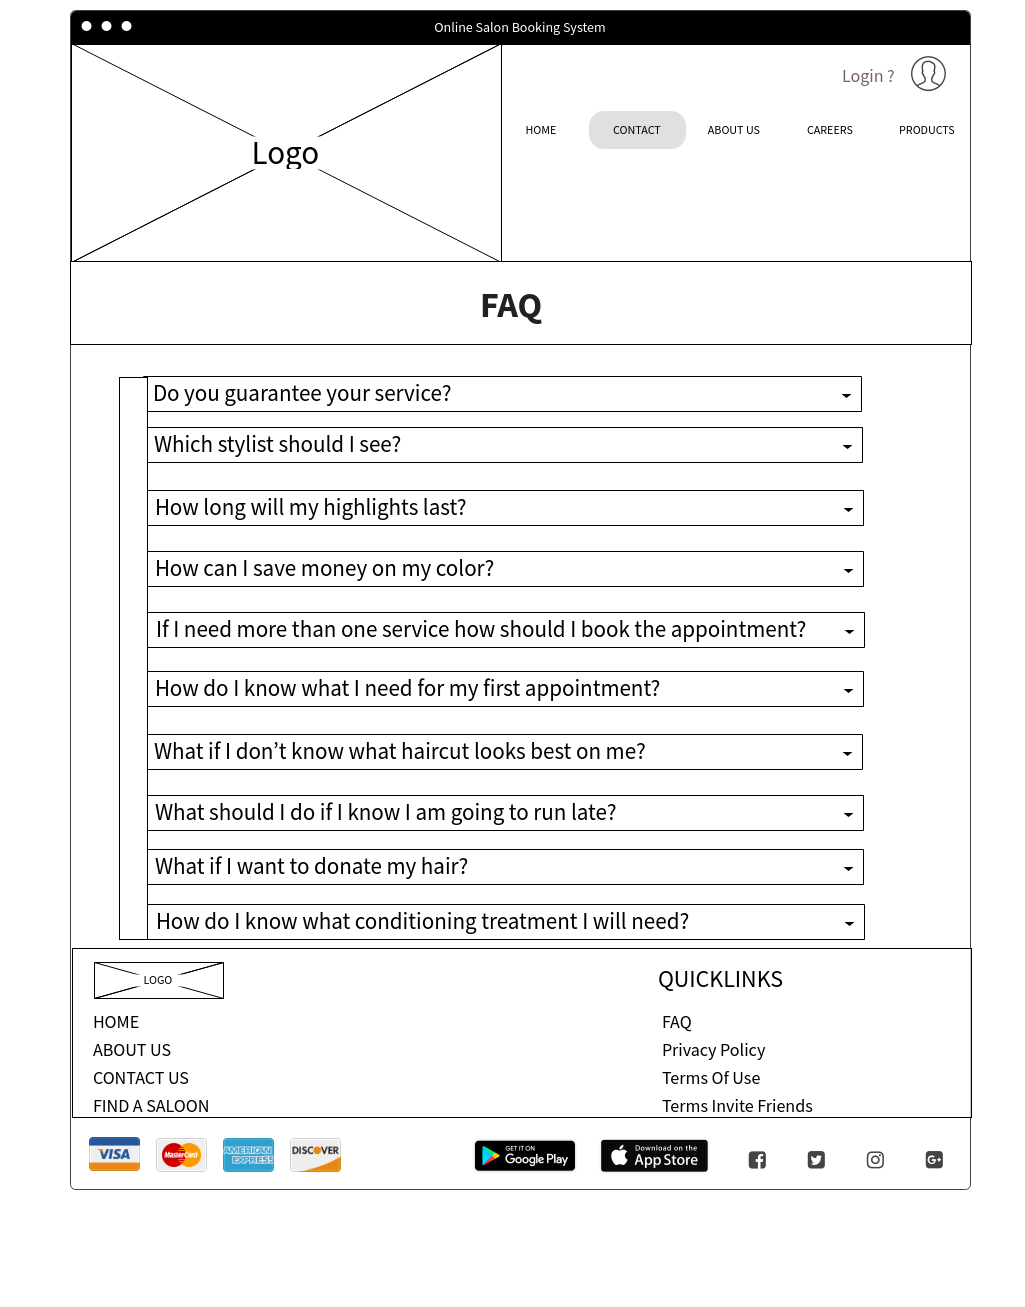 Online Salon Booking System
Login ?
Logo
HOME CONTACT ABOUT US CAREERS PRODUCTS
FAQ
Do you guarantee your service?
Which stylist should I see?
How long will my highlights last?
How can I save money on my color?
If I need more than one service how should I book the appointment?
How do I know what I need for my first appointment?
What if I don’t know what haircut looks best on me?
What should I do if I know I am going to run late?
What if I want to donate my hair?
How do I know what conditioning treatment I will need?
LOGO
HOME
ABOUT US
CONTACT US
FIND A SALOON
QUICKLINKS
FAQ
Privacy Policy
Terms Of Use
Terms Invite Friends
VISA
MasterCard
AMERICAN
EXPRESS
DISCOVER
GET IT ON
Google Play
Download on the
App Store
G+